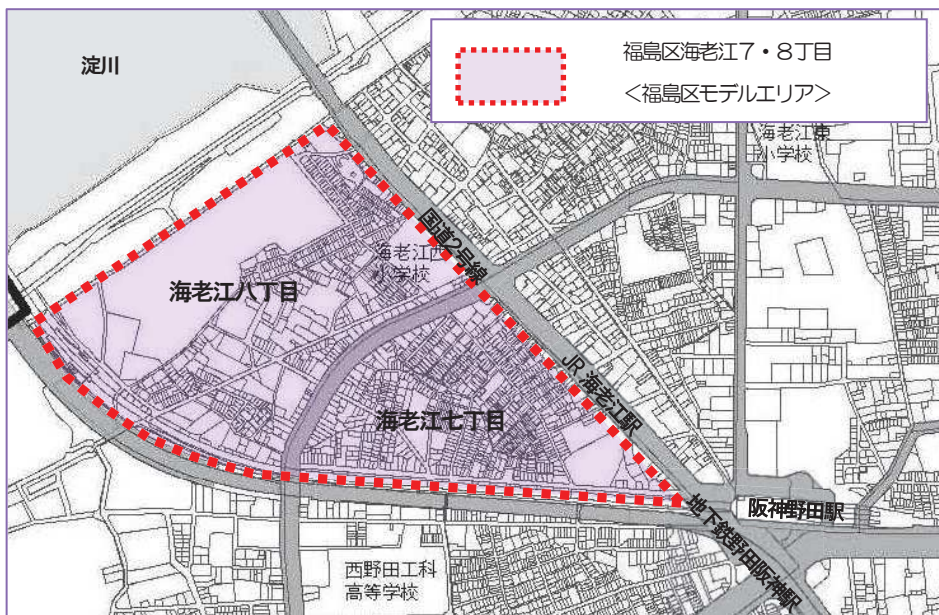 淀川
福島区海老江7・8丁目
<福島区モデルエリア>
海老江東
小学校
国道2号線
海老江西
小学校
海老江八丁目
JR 海老江駅
海老江七丁目
地下鉄野田阪神駅
阪神野田駅
西野田工科
高等学校